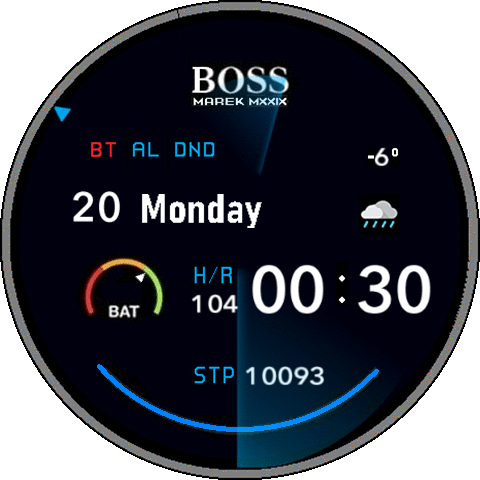 BOSS
MAREK MXXIX
BT AL DND
-6°
20 Monday
H/R
104
00:30
BAT
STP 10093